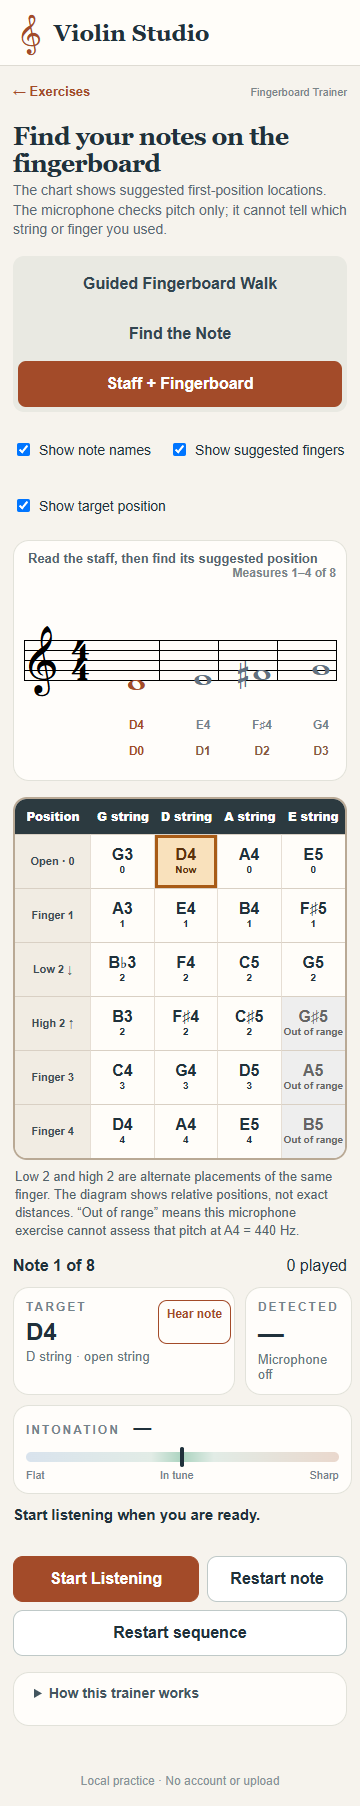 Violin Studio
← Exercises
Fingerboard Trainer
Find your notes on the
fingerboard
The chart shows suggested first-position locations.
The microphone checks pitch only; it cannot tell which
string or finger you used.
Guided Fingerboard Walk
Find the Note
Staff + Fingerboard
Show note names Show suggested fingers
Show target position
Read the staff, then find its suggested position
Measures 1–4 of 8
D4 E4 F♯4 G4
D0 D1 D2 D3
Position G string D string A string E string
Open · 0 G3 D4 A4 E5
0 Now 0 0
Finger 1 A3 E4 B4 F♯5
1 1 1 1
Low 2 ↓ B♭3 F4 C5 G5
2 2 2 2
High 2 ↑ B3 F♯4 C♯5 G♯5
2 2 2 Out of range
Finger 3 C4 G4 D5 A5
3 3 3 Out of range
Finger 4 D4 A4 E5 B5
4 4 4 Out of range
Low 2 and high 2 are alternate placements of the same
finger. The diagram shows relative positions, not exact
distances. “Out of range” means this microphone
exercise cannot assess that pitch at A4 = 440 Hz.
Note 1 of 8 0 played
TARGET
D4
D string · open string
Hear note
DETECTED
—
Microphone
off
INTONATION —
Flat In tune Sharp
Start listening when you are ready.
Start Listening Restart note
Restart sequence
▶ How this trainer works
Local practice · No account or upload